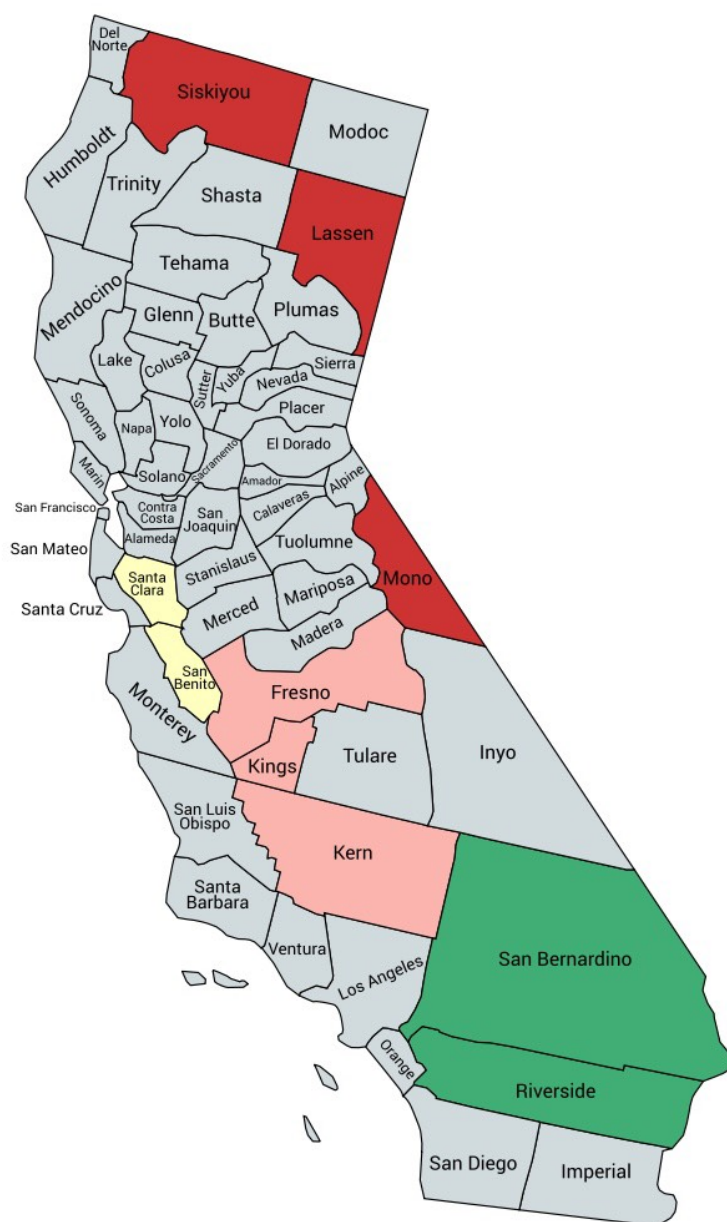 Del
Norte
Siskiyou
Modoc
Humboldt
Trinity
Shasta
Lassen
Tehama
Mendocino
Glenn
Butte
Plumas
Lake
Colusa
Sutter
Yuba
Nevada
Sierra
Placer
Sonoma
Napa
Yolo
El Dorado
Sacramento
Marin
Solano
Amador
Alpine
San Francisco
Contra
Costa
San
Joaquin
Calaveras
Alameda
Tuolumne
San Mateo
Santa
Clara
Stanislaus
Mono
Mariposa
Santa Cruz
Merced
Madera
San
Benito
Fresno
Monterey
Kings
Tulare
Inyo
San Luis
Obispo
Kern
Santa
Barbara
Ventura
Los Angeles
San Bernardino
Orange
Riverside
San Diego
Imperial